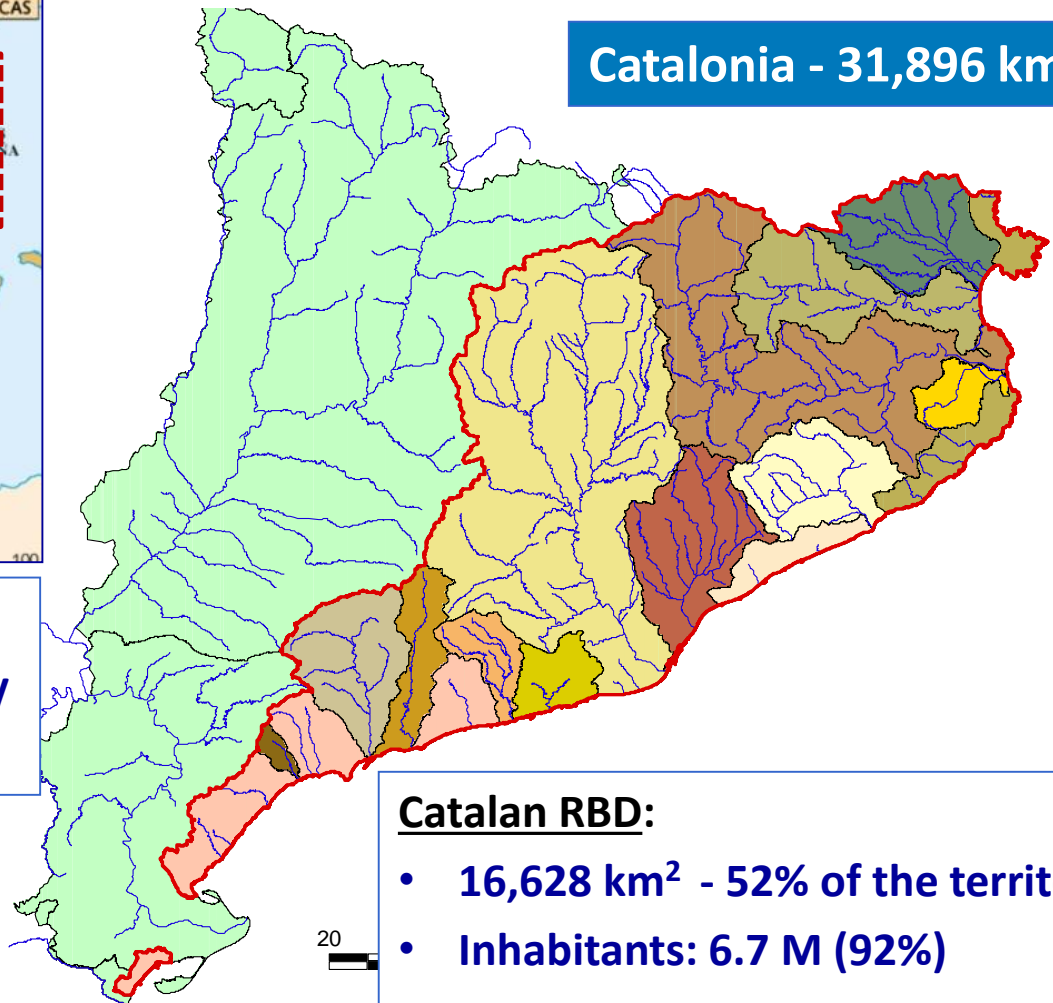 CAS
Catalonia - 31,896 km
100
Catalan RBD:
• 16,628 km² - 52% of the territ
• Inhabitants: 6.7 M (92%)
20